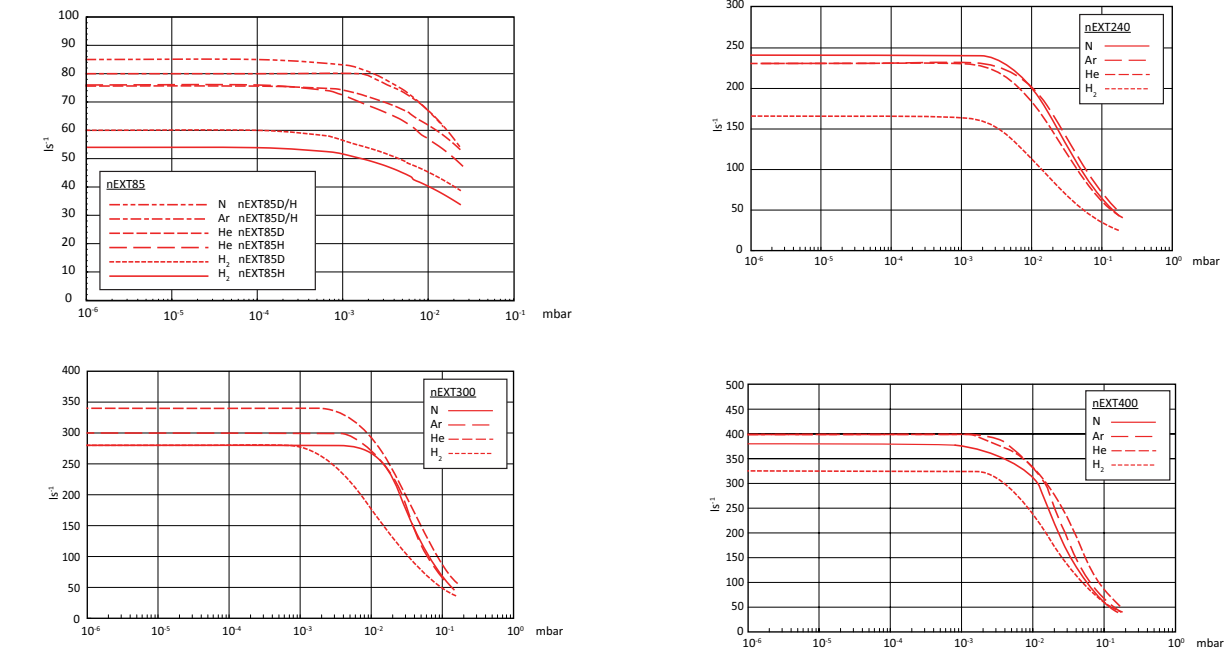 100
90
80
70
60
50
40
30
20
10
0
ls-1
nEXT85
N nEXT85D/H
Ar nEXT85D/H
He nEXT85D
He nEXT85H
H2 nEXT85D
H2 nEXT85H
10-6 10-5 10-4 10-3 10-2 10-1 mbar
300
250
200
150
100
50
0
ls-1
nEXT240
N
Ar
He
H2
10-6 10-5 10-4 10-3 10-2 10-1 100 mbar
400
350
300
250
200
150
100
50
0
ls-1
nEXT300
N
Ar
He
H2
10-6 10-5 10-4 10-3 10-2 10-1 100 mbar
500
450
400
350
300
250
200
150
100
50
0
ls-1
nEXT400
N
Ar
He
H2
10-6 10-5 10-4 10-3 10-2 10-1 100 mbar